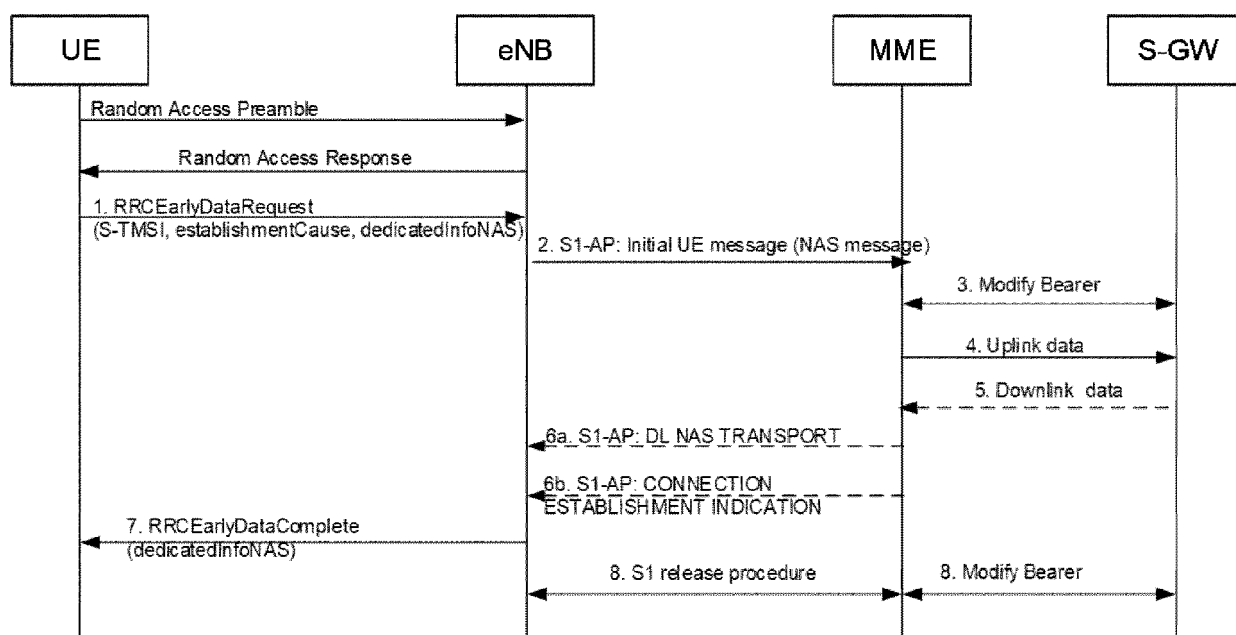 UE
eNB
MME
S-GW
Random Access Preamble
Random Access Response
1. RRCEarlyDataRequest
(S-TMSI, establishmentCause, dedicatedInfoNAS)
2. S1-AP: Initial UE message (NAS message)
3. Modify Bearer
4. Uplink data
5. Downlink data
6a. S1-AP: DL NAS TRANSPORT
6b. S1-AP: CONNECTION
ESTABLISHMENT INDICATION
7. RRCEarlyDataComplete
(dedicatedInfoNAS)
8. S1 release procedure
8. Modify Bearer